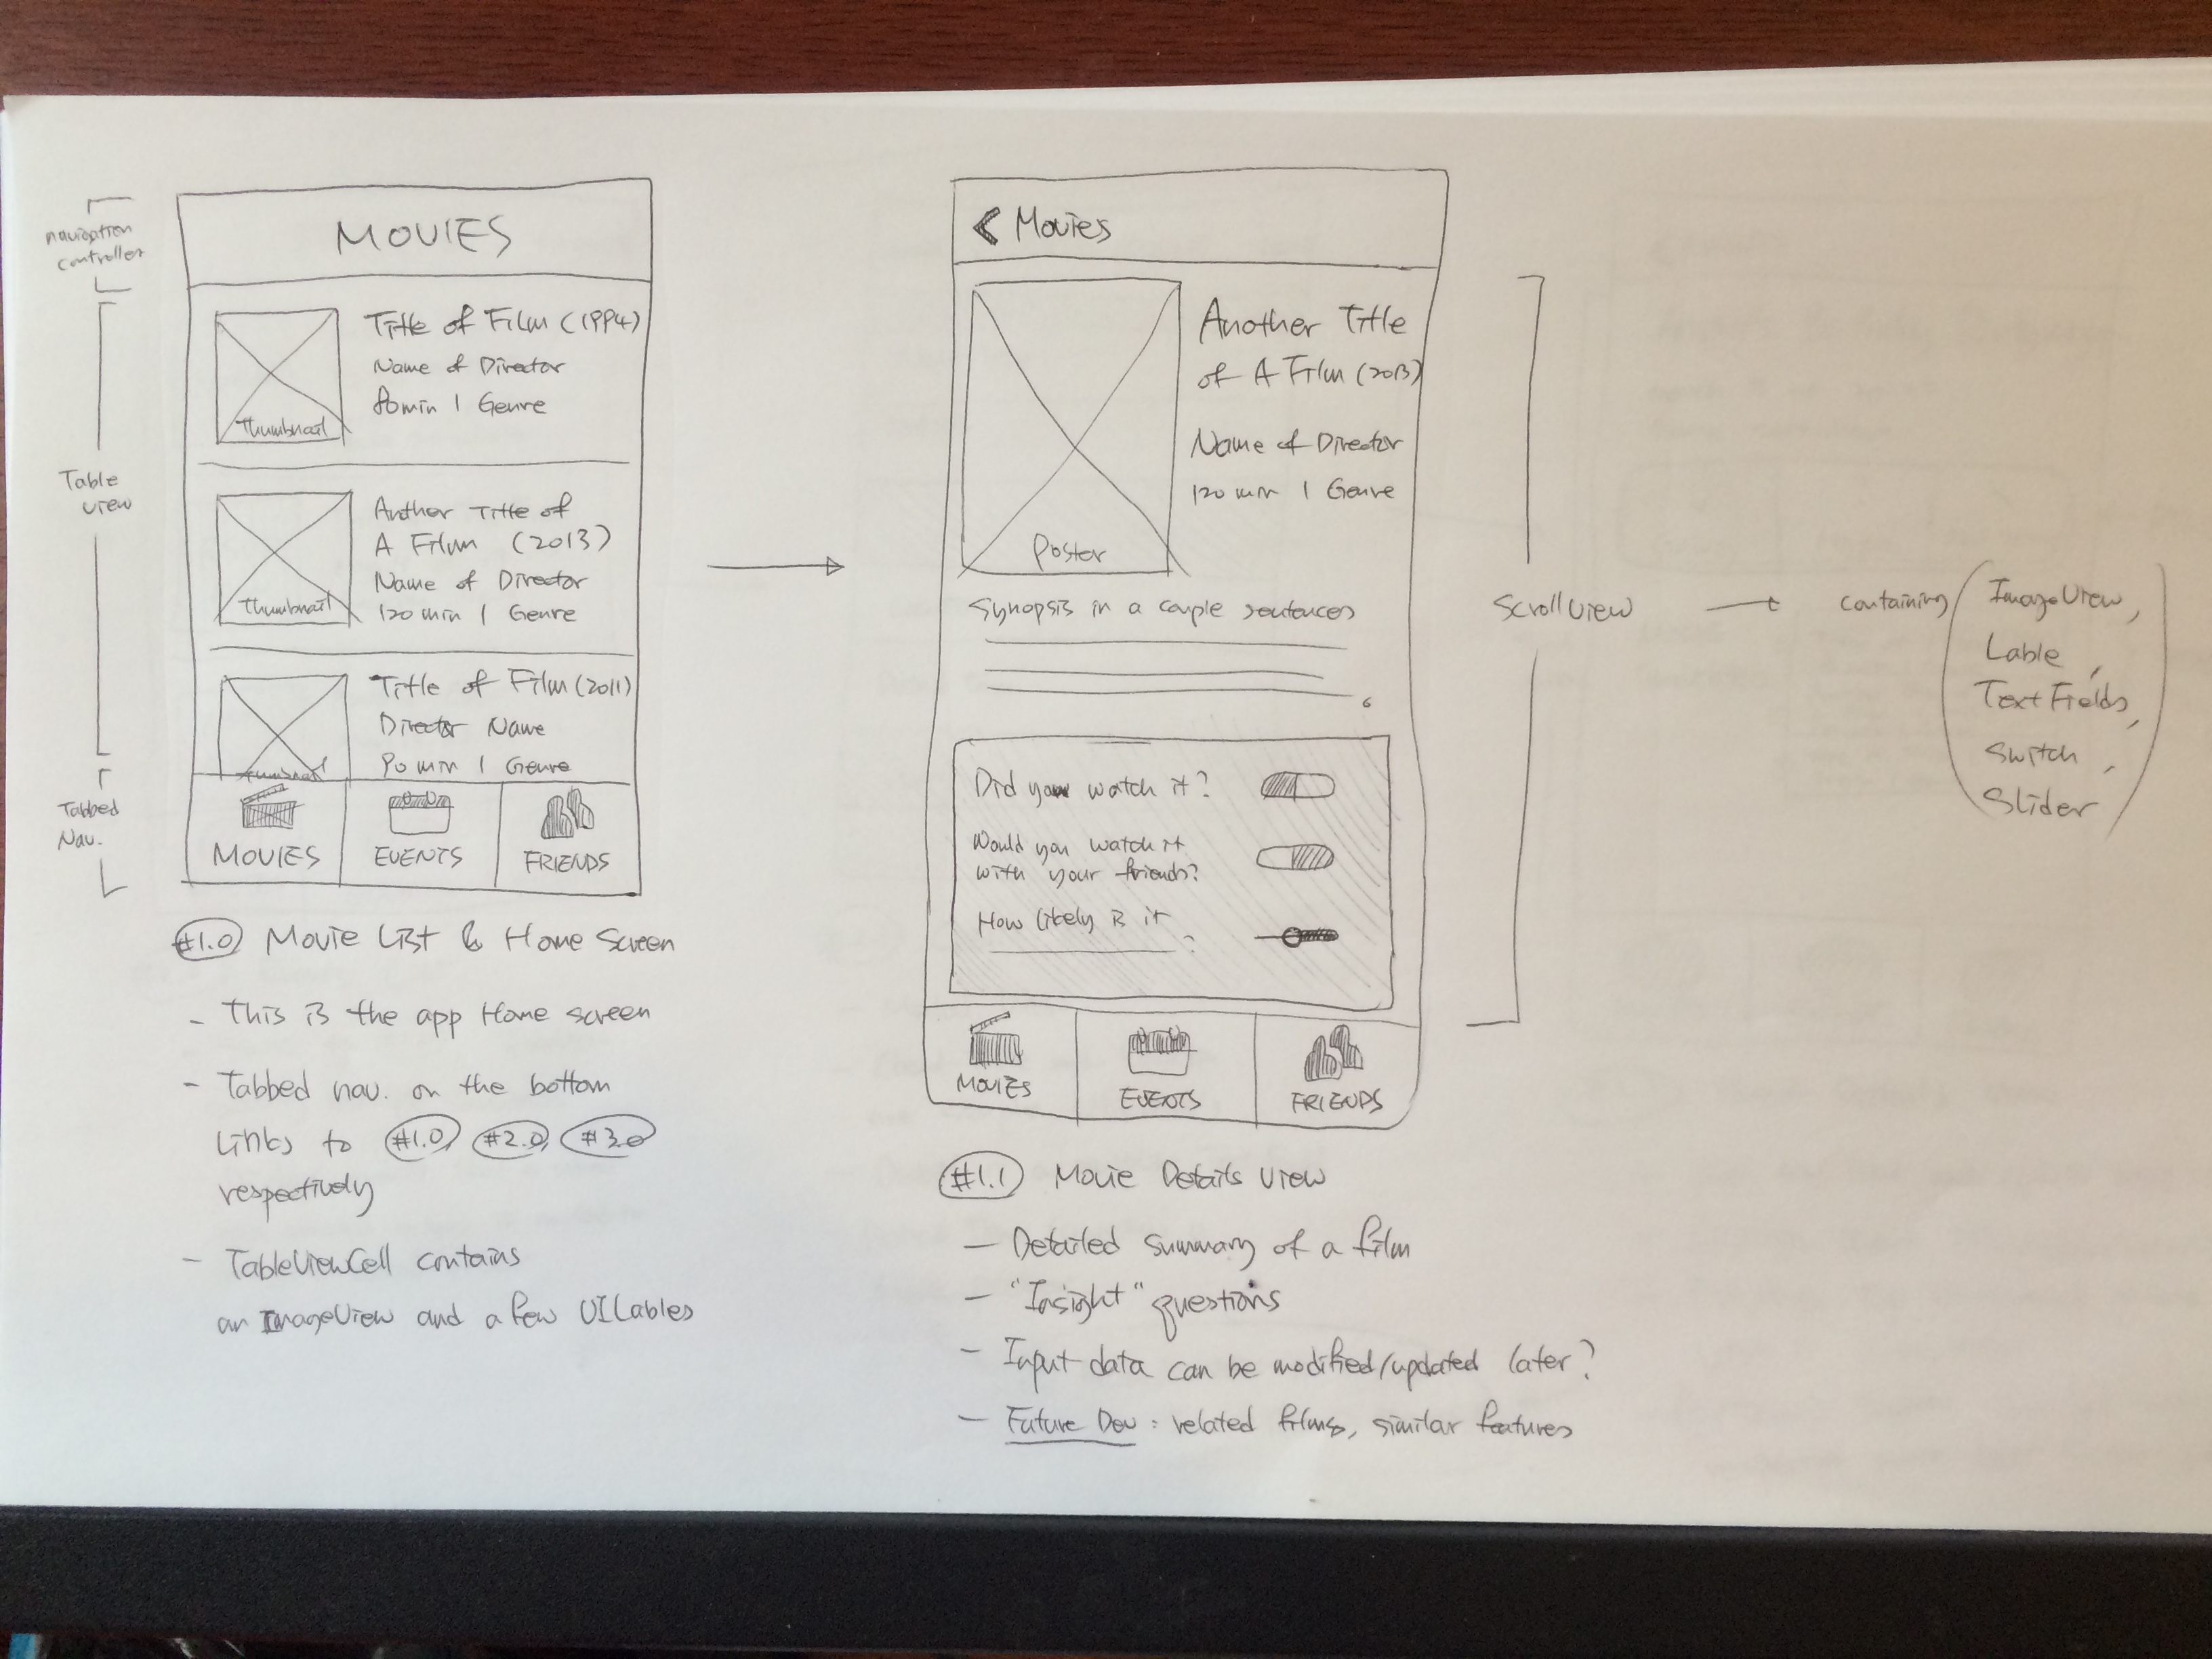 navigation
controller
Table
view
Tabbed
Nav.
MOVIES
Title of Film (1994)
Name of Director
80min | Genre
Thumbnail
Another Title of
A Film (2013)
Name of Director
120 min | Genre
Thumbnail
Title of Film (2011)
Director Name
90 min | Genre
Thumbnail
MOVIES
EVENTS
FRIENDS
#1.0 Movie List & Home Screen
- This is the app Home screen
- Tabbed nav. on the bottom
Links to #1.0, #2.0, #3.0
respectively
- TableViewCell contains
an ImageView and a few UILables
< Movies
Another Title
of A Film (2013)
Name of Director
120 min | Genre
Poster
Synopsis in a couple sentences
Did you watch it?
Would you watch it
with your friends?
How likely is it
?
MOVIES
EVENTS
FRIENDS
#1.1 Movie Details View
- Detailed summary of a film
- "Insight" questions
- Input data can be modified/updated later?
- Future Dev: related films, similar features
ScrollView
containing
ImageView,
Lable,
TextFields,
Switch,
Slider